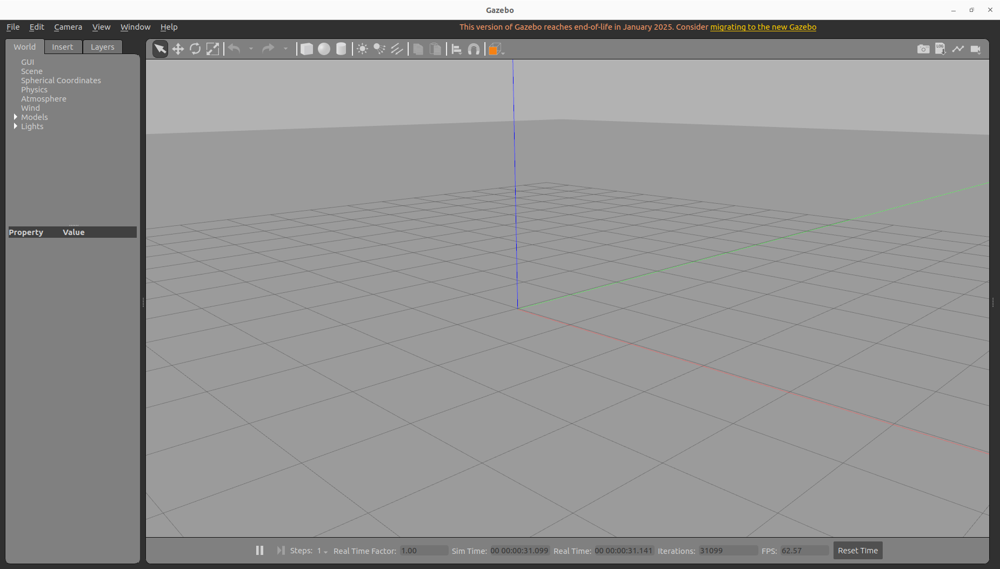 Gazebo
File Edit Camera View Window Help
This version of Gazebo reaches end-of-life in January 2025. Consider migrating to the new Gazebo
World Insert Layers
LOG
GUI
Scene
Spherical Coordinates
Physics
Atmosphere
Wind
Models
Lights
Property Value
Steps: 1 Real Time Factor: 1.00 Sim Time: 00 00:00:31.099 Real Time: 00 00:00:31.141 Iterations: 31099 FPS: 62.57 Reset Time